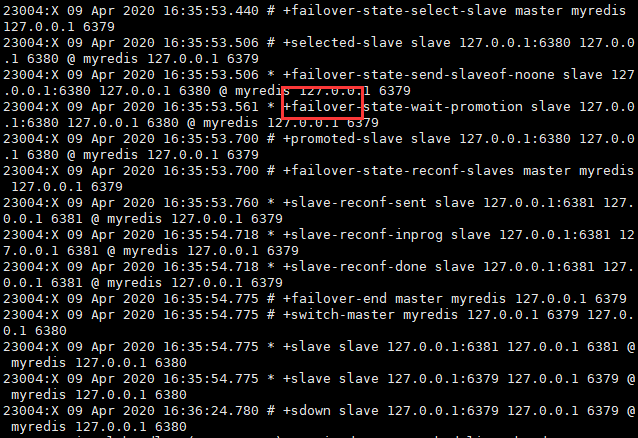 23004:X 09 Apr 2020 16:35:53.440 # +failover-state-select-slave master myredis
127.0.0.1 6379
23004:X 09 Apr 2020 16:35:53.506 # +selected-slave slave 127.0.0.1:6380 127.0.0
.1 6380 @ myredis 127.0.0.1 6379
23004:X 09 Apr 2020 16:35:53.506 * +failover-state-send-slaveof-noone slave 127
.0.0.1:6380 127.0.0.1 6380 @ myredis 127.0.0.1 6379
23004:X 09 Apr 2020 16:35:53.561 * +failover-state-wait-promotion slave 127.0.0
.1:6380 127.0.0.1 6380 @ myredis 127.0.0.1 6379
23004:X 09 Apr 2020 16:35:53.700 # +promoted-slave slave 127.0.0.1:6380 127.0.0
.1 6380 @ myredis 127.0.0.1 6379
23004:X 09 Apr 2020 16:35:53.700 # +failover-state-reconf-slaves master myredis
127.0.0.1 6379
23004:X 09 Apr 2020 16:35:53.760 * +slave-reconf-sent slave 127.0.0.1:6381 127.
0.0.1 6381 @ myredis 127.0.0.1 6379
23004:X 09 Apr 2020 16:35:54.718 * +slave-reconf-inprog slave 127.0.0.1:6381 12
7.0.0.1 6381 @ myredis 127.0.0.1 6379
23004:X 09 Apr 2020 16:35:54.718 * +slave-reconf-done slave 127.0.0.1:6381 127.
0.0.1 6381 @ myredis 127.0.0.1 6379
23004:X 09 Apr 2020 16:35:54.775 # +failover-end master myredis 127.0.0.1 6379
23004:X 09 Apr 2020 16:35:54.775 # +switch-master myredis 127.0.0.1 6379 127.0.
0.1 6380
23004:X 09 Apr 2020 16:35:54.775 * +slave slave 127.0.0.1:6381 127.0.0.1 6381 @
myredis 127.0.0.1 6380
23004:X 09 Apr 2020 16:35:54.775 * +slave slave 127.0.0.1:6379 127.0.0.1 6379 @
myredis 127.0.0.1 6380
23004:X 09 Apr 2020 16:36:24.780 # +sdown slave 127.0.0.1:6379 127.0.0.1 6379 @
myredis 127.0.0.1 6380